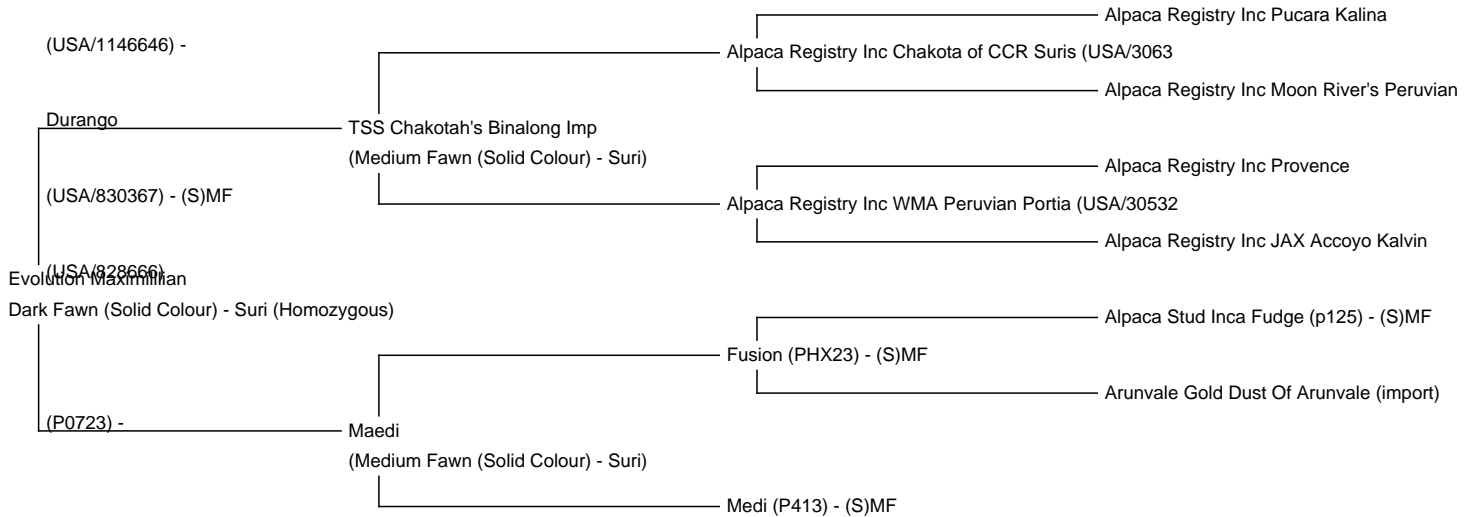 Alpaca Registry Inc Pucara Kalina
(USA/1146646) -
Alpaca Registry Inc Chakota of CCR Suris (USA/3063
Alpaca Registry Inc Moon River's Peruvian
Durango
TSS Chakotah's Binalong Imp
(Medium Fawn (Solid Colour) - Suri)
Alpaca Registry Inc Provence
(USA/830367) - (S)MF
Alpaca Registry Inc WMA Peruvian Portia (USA/30532
Alpaca Registry Inc JAX Accoyo Kalvin
(USA/828666)
Evolution Maximillian
Dark Fawn (Solid Colour) - Suri (Homozygous)
Alpaca Stud Inca Fudge (p125) - (S)MF
Fusion (PHX23) - (S)MF
Arunvale Gold Dust Of Arunvale (import)
(P0723) -
Maedi
(Medium Fawn (Solid Colour) - Suri)
Medi (P413) - (S)MF